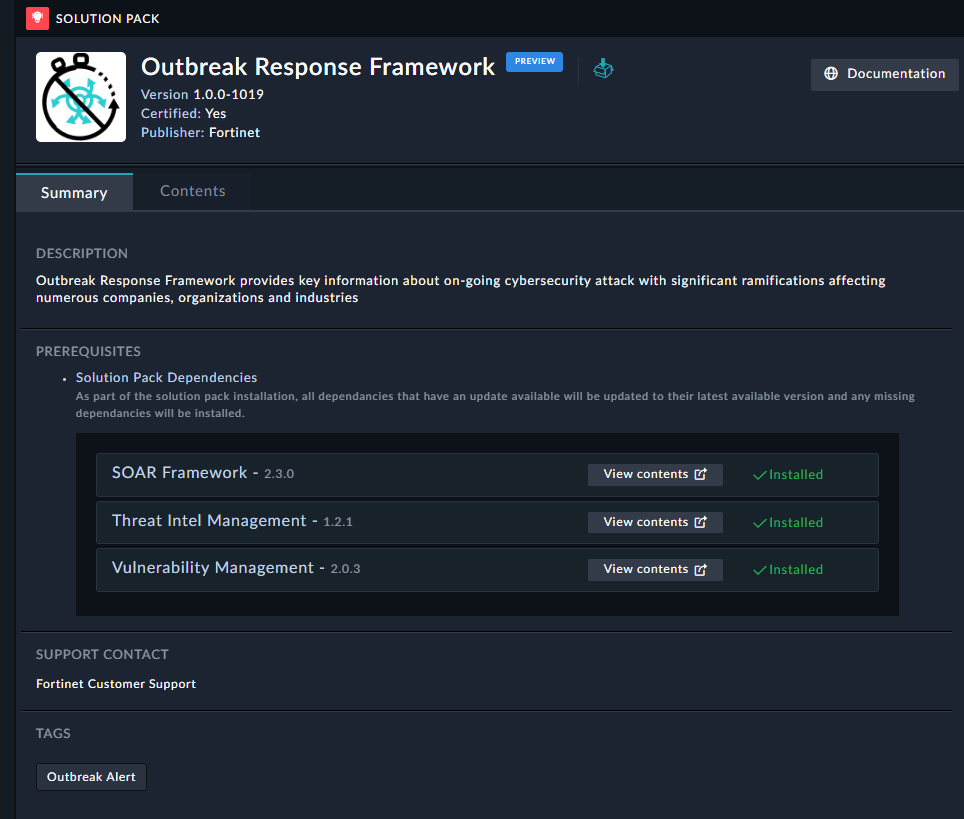 SOLUTION PACK
Outbreak Response Framework PREVIEW
Version 1.0.0-1019
Certified: Yes
Publisher: Fortinet
Documentation
Summary Contents
DESCRIPTION
Outbreak Response Framework provides key information about on-going cybersecurity attack with significant ramifications affecting
numerous companies, organizations and industries
PREREQUISITES
• Solution Pack Dependencies
As part of the solution pack installation, all dependancies that have an update available will be updated to their latest available version and any missing
dependancies will be installed.
SOAR Framework - 2.3.0 View contents Installed
Threat Intel Management - 1.2.1 View contents Installed
Vulnerability Management - 2.0.3 View contents Installed
SUPPORT CONTACT
Fortinet Customer Support
TAGS
Outbreak Alert